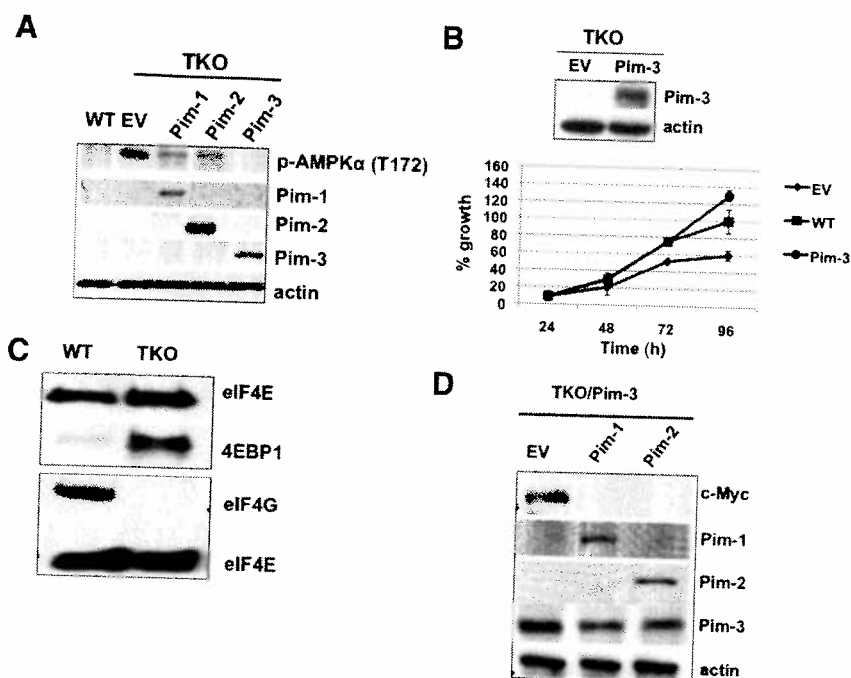 A
TKO
WT EV Pim-1 Pim-2 Pim-3
p-AMPKα (T172)
Pim-1
Pim-2
Pim-3
actin
B
TKO
EV Pim-3
Pim-3
actin
160
140
120
100
80
60
40
20
0
% growth
24 48 72 96
Time (h)
EV
WT
Pim-3
C
WT TKO
eIF4E
4EBP1
eIF4G
eIF4E
D
TKO/Pim-3
EV Pim-1 Pim-2
c-Myc
Pim-1
Pim-2
Pim-3
actin